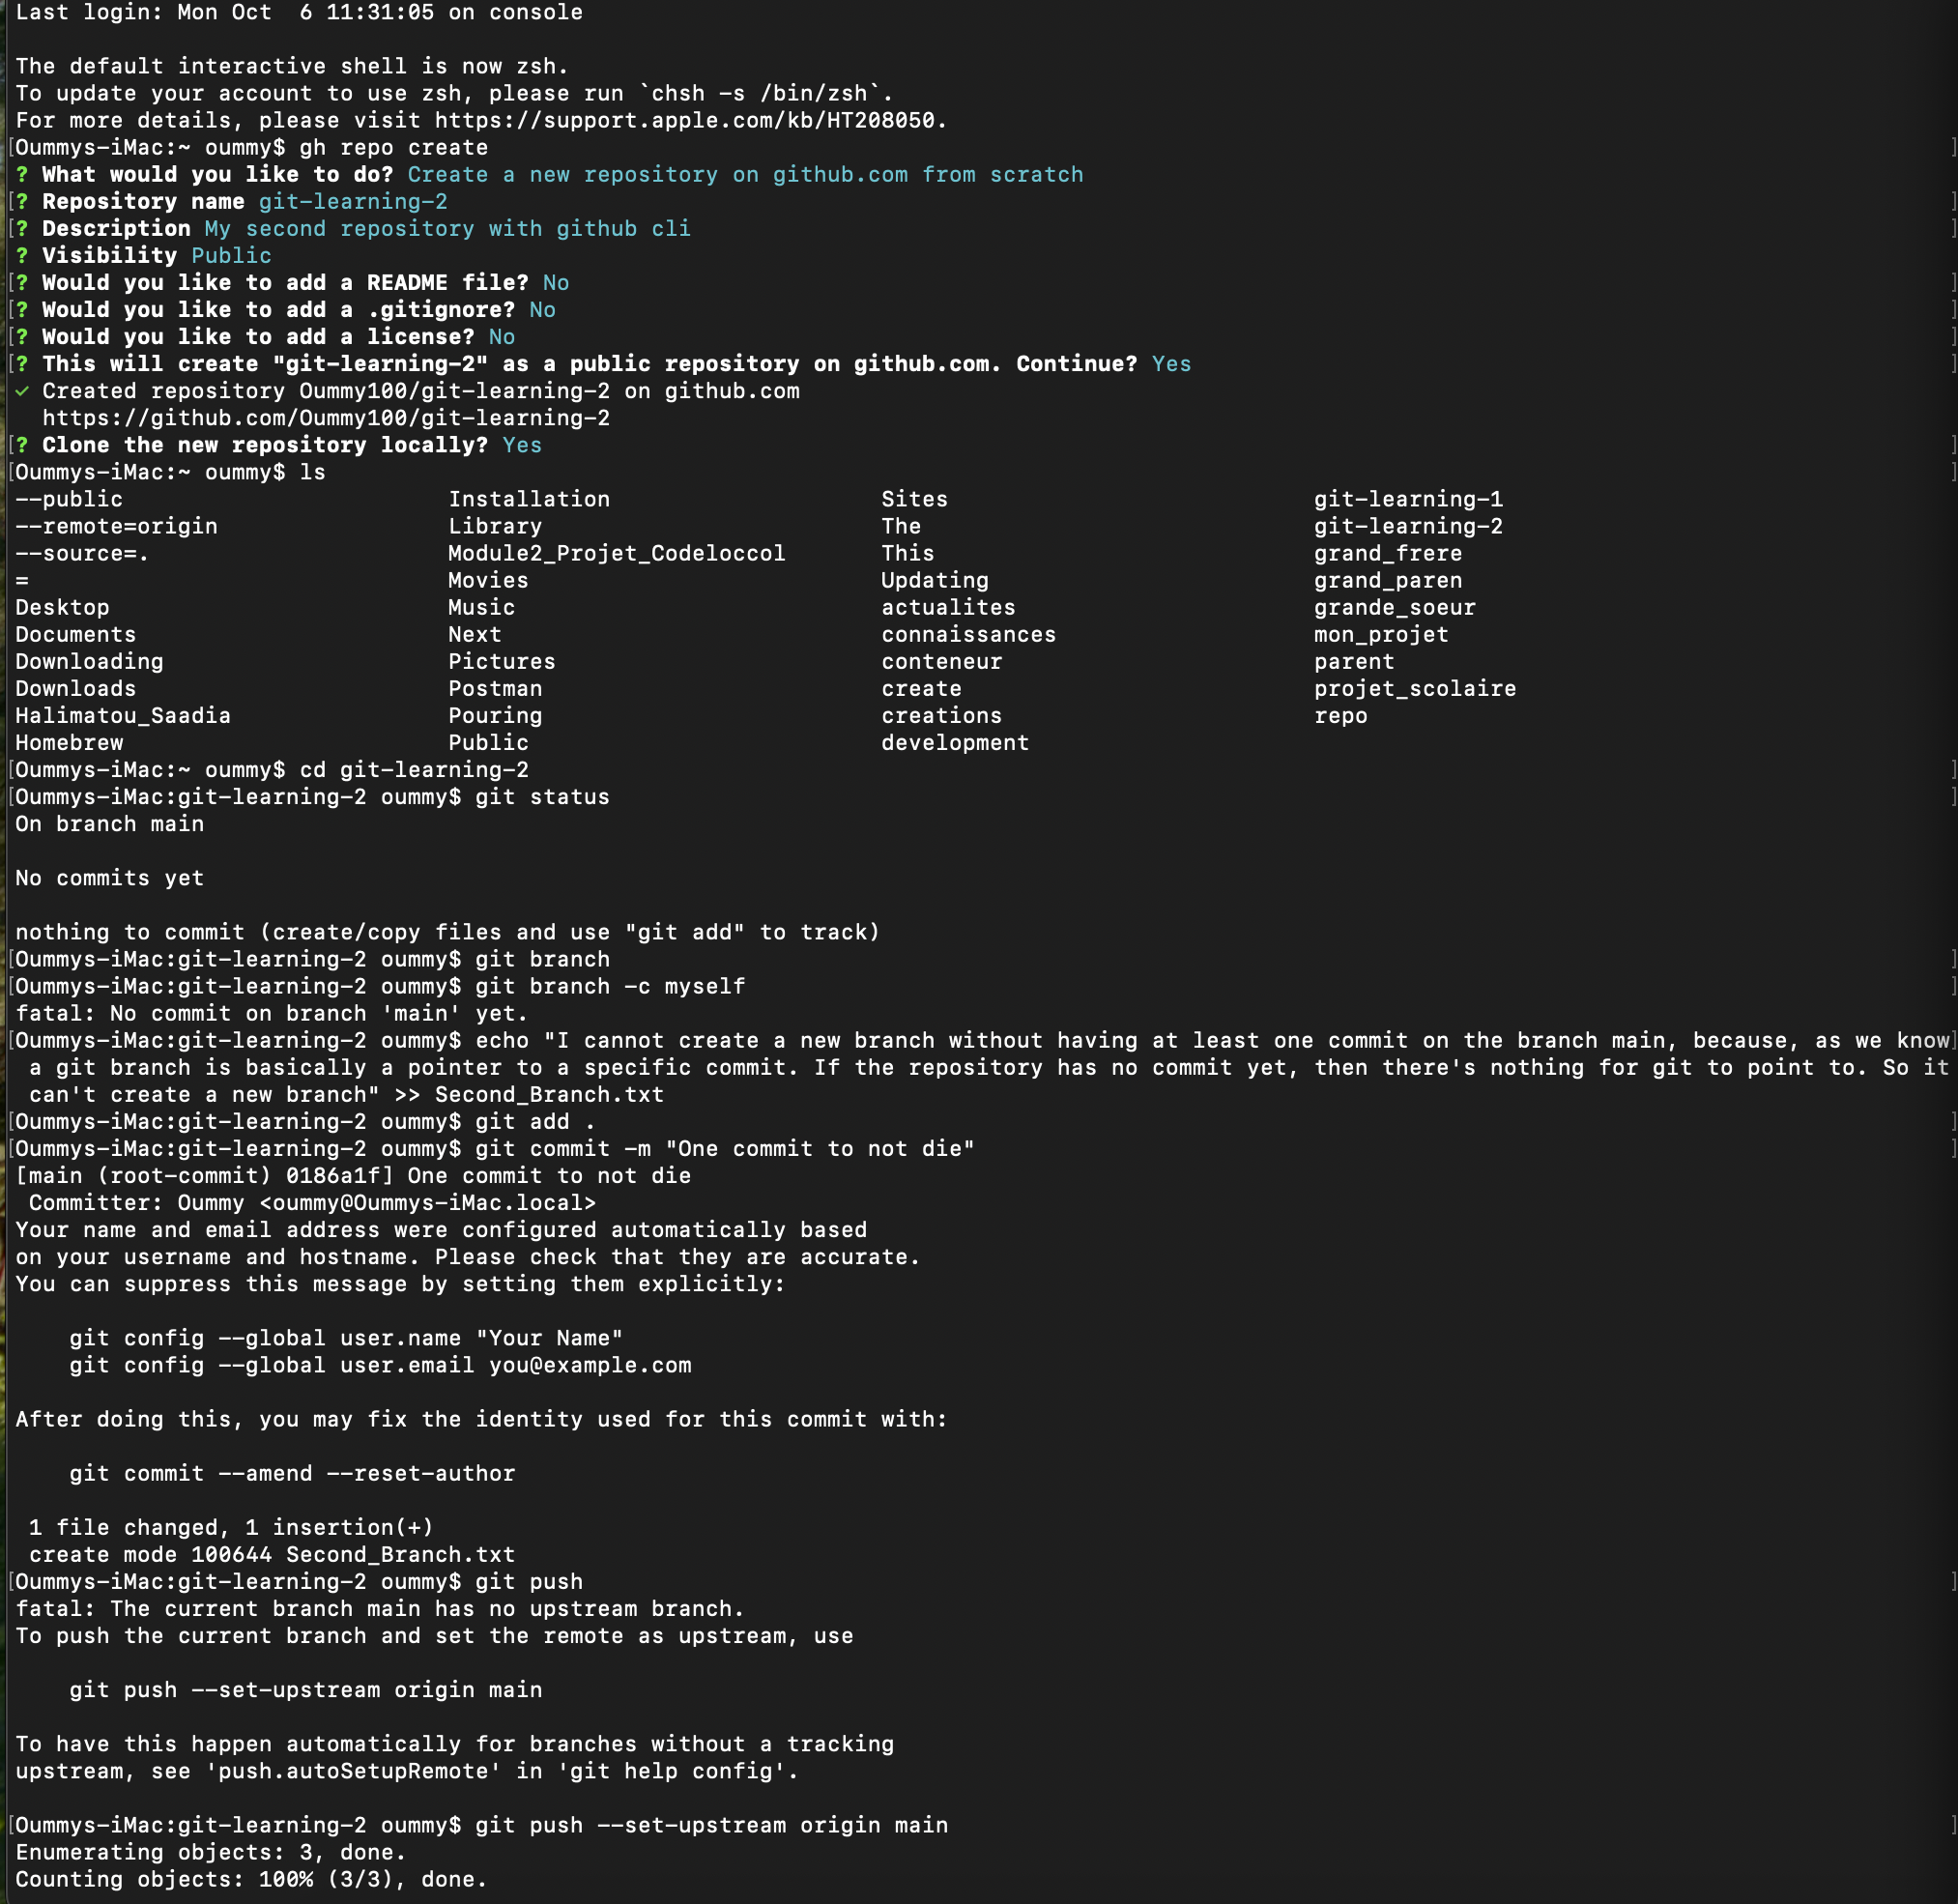 Last login: Mon Oct  6 11:31:05 on console

The default interactive shell is now zsh.
To update your account to use zsh, please run `chsh -s /bin/zsh`.
For more details, please visit https://support.apple.com/kb/HT208050.
[Oummys-iMac:~ oummy$ gh repo create ]
? What would you like to do? Create a new repository on github.com from scratch
[? Repository name git-learning-2 ]
[? Description My second repository with github cli ]
? Visibility Public
[? Would you like to add a README file? No ]
[? Would you like to add a .gitignore? No ]
[? Would you like to add a license? No ]
[? This will create "git-learning-2" as a public repository on github.com. Continue? Yes ]
✓ Created repository Oummy100/git-learning-2 on github.com
  https://github.com/Oummy100/git-learning-2
[? Clone the new repository locally? Yes ]
[Oummys-iMac:~ oummy$ ls ]
--public                        Installation                    Sites                           git-learning-1
--remote=origin                 Library                         The                             git-learning-2
--source=.                      Module2_Projet_Codeloccol       This                            grand_frere
=                               Movies                          Updating                        grand_paren
Desktop                         Music                           actualites                      grande_soeur
Documents                       Next                            connaissances                   mon_projet
Downloading                     Pictures                        conteneur                       parent
Downloads                       Postman                         create                          projet_scolaire
Halimatou_Saadia                Pouring                         creations                       repo
Homebrew                        Public                          development
[Oummys-iMac:~ oummy$ cd git-learning-2 ]
[Oummys-iMac:git-learning-2 oummy$ git status ]
On branch main

No commits yet

nothing to commit (create/copy files and use "git add" to track)
[Oummys-iMac:git-learning-2 oummy$ git branch ]
[Oummys-iMac:git-learning-2 oummy$ git branch -c myself ]
fatal: No commit on branch 'main' yet.
[Oummys-iMac:git-learning-2 oummy$ echo "I cannot create a new branch without having at least one commit on the branch main, because, as we know]
 a git branch is basically a pointer to a specific commit. If the repository has no commit yet, then there's nothing for git to point to. So it
 can't create a new branch" >> Second_Branch.txt
[Oummys-iMac:git-learning-2 oummy$ git add . ]
[Oummys-iMac:git-learning-2 oummy$ git commit -m "One commit to not die" ]
[main (root-commit) 0186a1f] One commit to not die
 Committer: Oummy <oummy@Oummys-iMac.local>
Your name and email address were configured automatically based
on your username and hostname. Please check that they are accurate.
You can suppress this message by setting them explicitly:

    git config --global user.name "Your Name"
    git config --global user.email you@example.com

After doing this, you may fix the identity used for this commit with:

    git commit --amend --reset-author

 1 file changed, 1 insertion(+)
 create mode 100644 Second_Branch.txt
[Oummys-iMac:git-learning-2 oummy$ git push ]
fatal: The current branch main has no upstream branch.
To push the current branch and set the remote as upstream, use

    git push --set-upstream origin main

To have this happen automatically for branches without a tracking
upstream, see 'push.autoSetupRemote' in 'git help config'.

[Oummys-iMac:git-learning-2 oummy$ git push --set-upstream origin main ]
Enumerating objects: 3, done.
Counting objects: 100% (3/3), done.